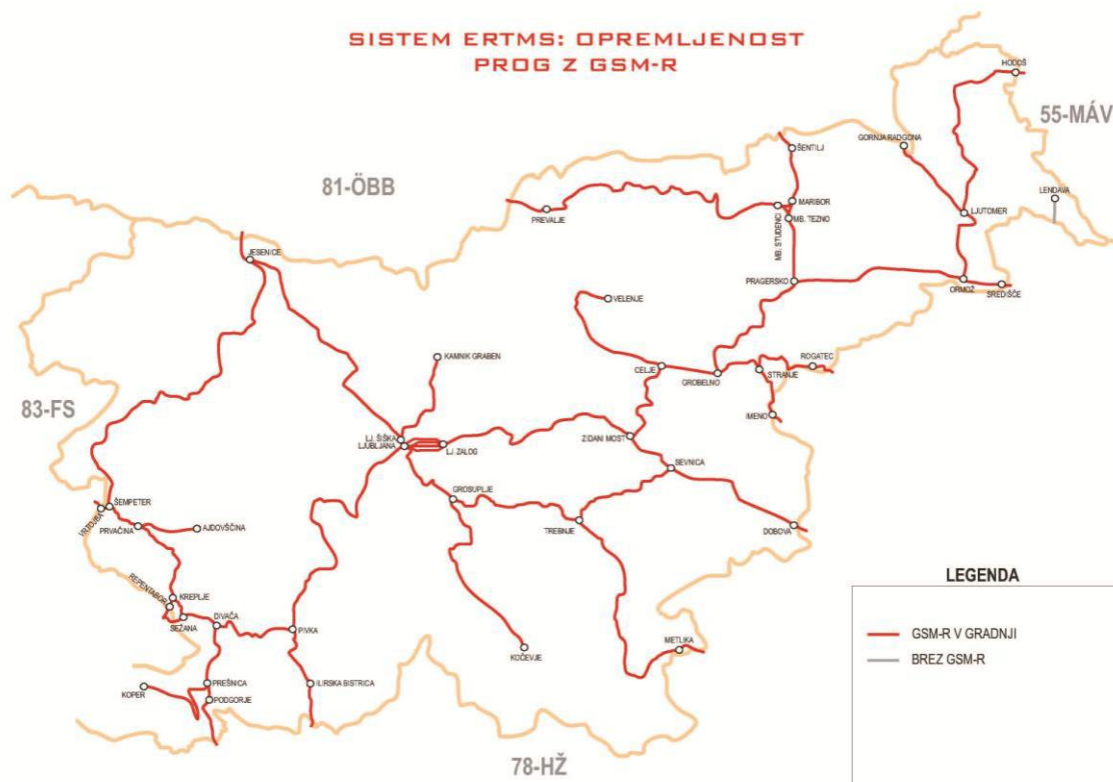 SISTEM ERTMS: OPREMLJENOST
PROG Z GSM-R
HODOŠ
55-MÁV
GORNJA RADGONA
ŠENTILJ
81-ÖBB
LENDAVA
PREVALJE
MARIBOR
MB. TEZNO
MB. STUDENCI
LJUTOMER
JESENICE
PRAGERSKO
ORMOŽ
SREDIŠČE
VELENJE
KAMNIK GRABEN
CELJE
GROBELNO
STRANJE
ROGATEC
83-FS
IMENO
LJ. ŠIŠKA
LJUBLJANA
LJ. ZALOG
ZIDANI MOST
SEVNICA
GROSUPLJE
ŠEMPETER
VRTOJBA
PRVAČINA
AJDOVŠČINA
TREBNJE
DOBOVA
REPENTABOR
KREPLJE
SEŽANA
DIVAČA
PIVKA
KOČEVJE
METLIKA
KOPER
PREŠNICA
PODGORJE
ILIRSKA BISTRICA
78-HŽ
LEGENDA
GSM-R V GRADNJI
BREZ GSM-R